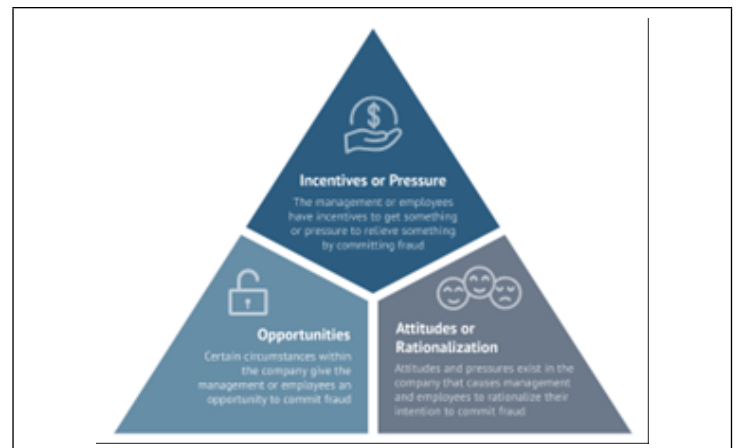 $
Incentives or Pressure
The management or employees
have incentives to get something
or pressure to relieve something
by committing fraud
Opportunities
Certain circumstances within
the company give the
management or employees an
opportunity to commit fraud
Attitudes or
Rationalization
Attitudes and pressures exist in the
company that causes management
and employees to rationalize their
intention to commit fraud